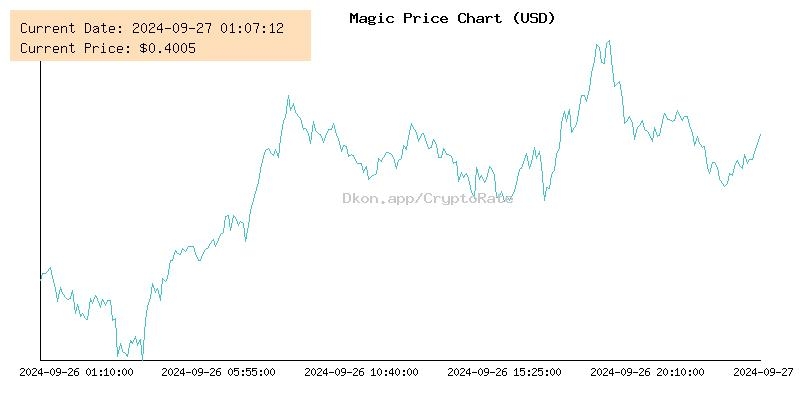 Magic Price Chart (USD)
Current Date: 2024-09-27 01:07:12
Current Price: $0.4005
Dkon.app/CryptoRate
2024-09-26 01:10:00
2024-09-26 05:55:00
2024-09-26 10:40:00
2024-09-26 15:25:00
2024-09-26 20:10:00
2024-09-27